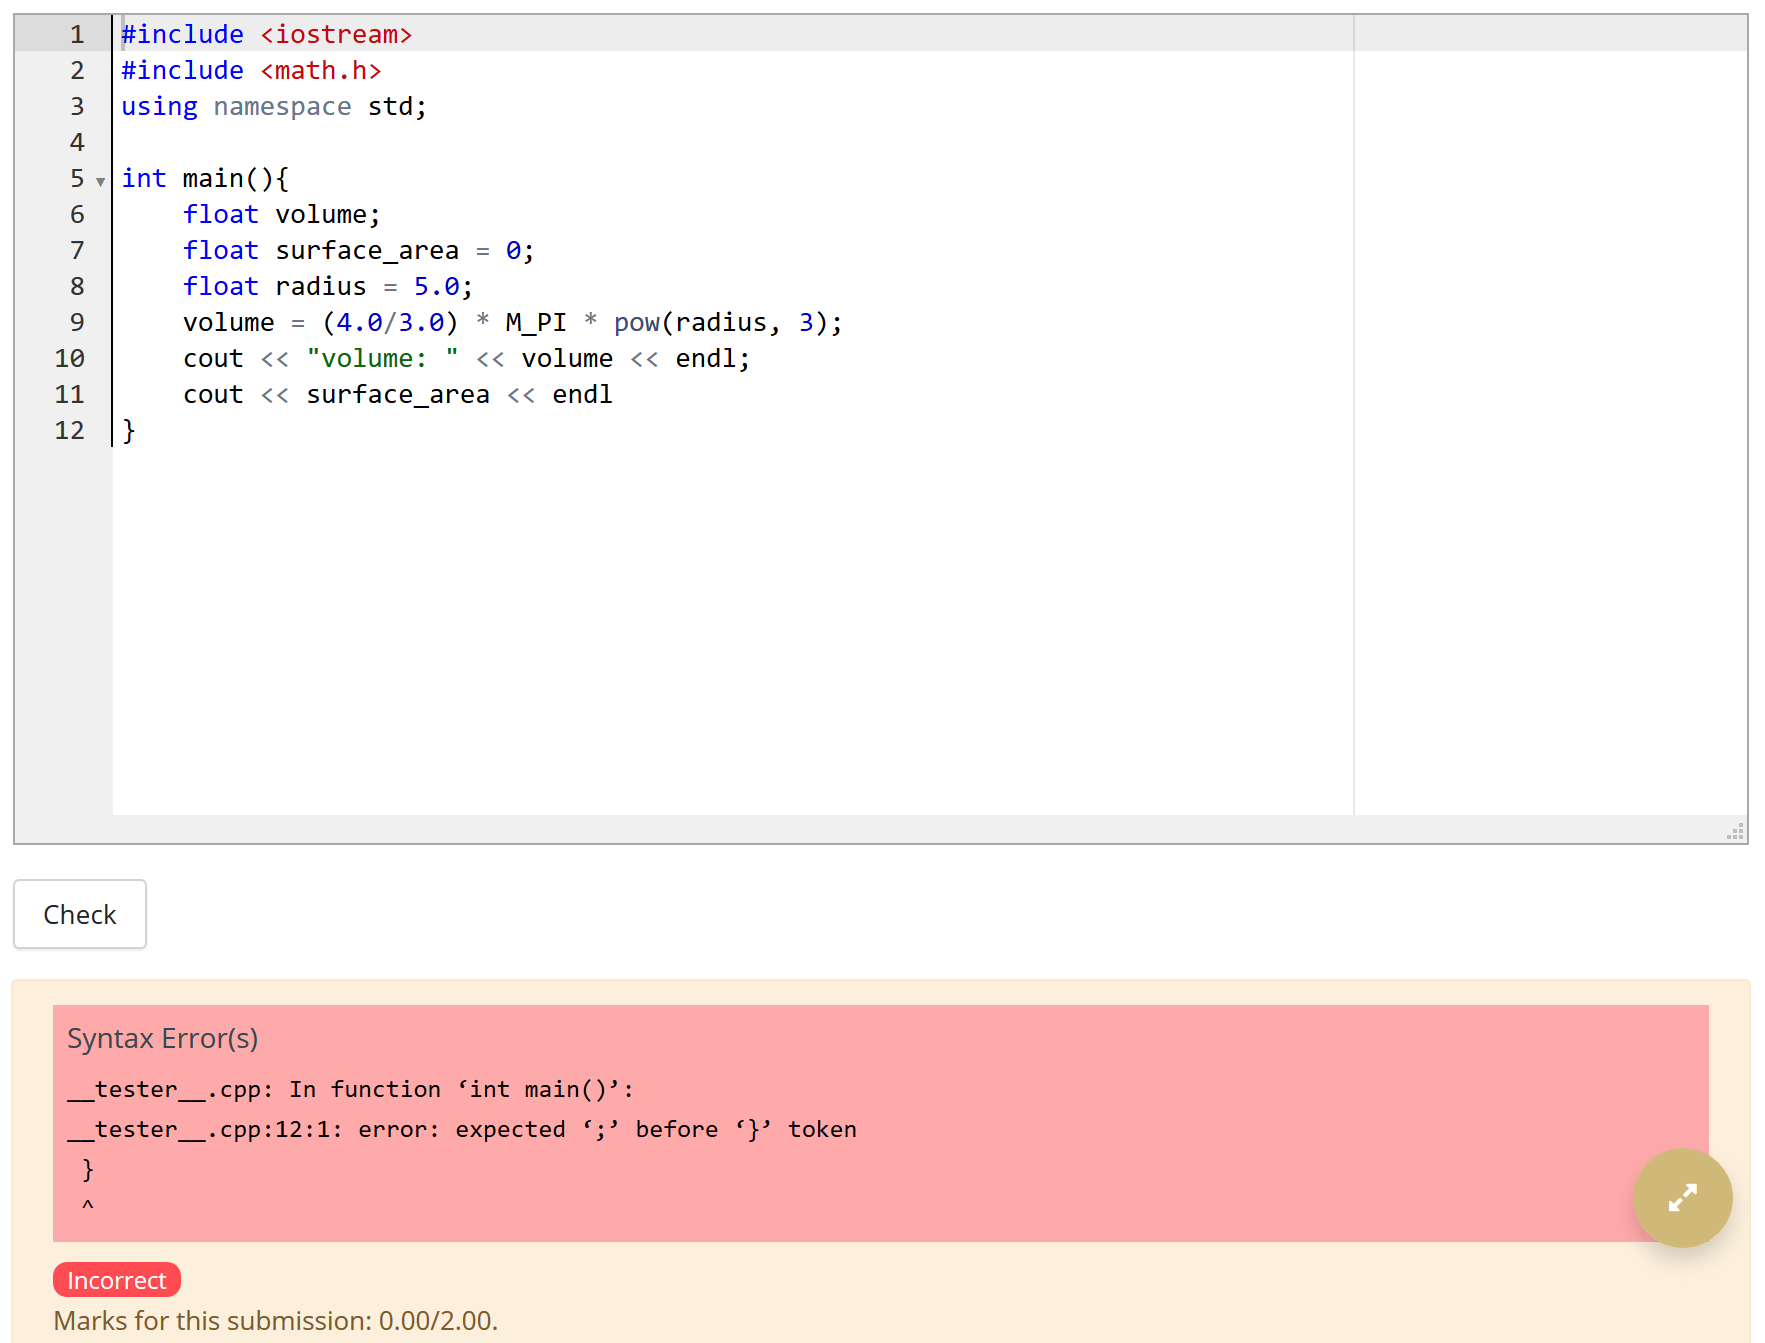 1 #include <iostream>
2 #include <math.h>
3 using namespace std;
4
5 int main(){
6     float volume;
7     float surface_area = 0;
8     float radius = 5.0;
9     volume = (4.0/3.0) * M_PI * pow(radius, 3);
10     cout << "volume: " << volume << endl;
11     cout << surface_area << endl
12 }
Check
Syntax Error(s)
__tester__.cpp: In function ‘int main()’:
__tester__.cpp:12:1: error: expected ‘;’ before ‘}’ token
 }
 ^
Incorrect
Marks for this submission: 0.00/2.00.